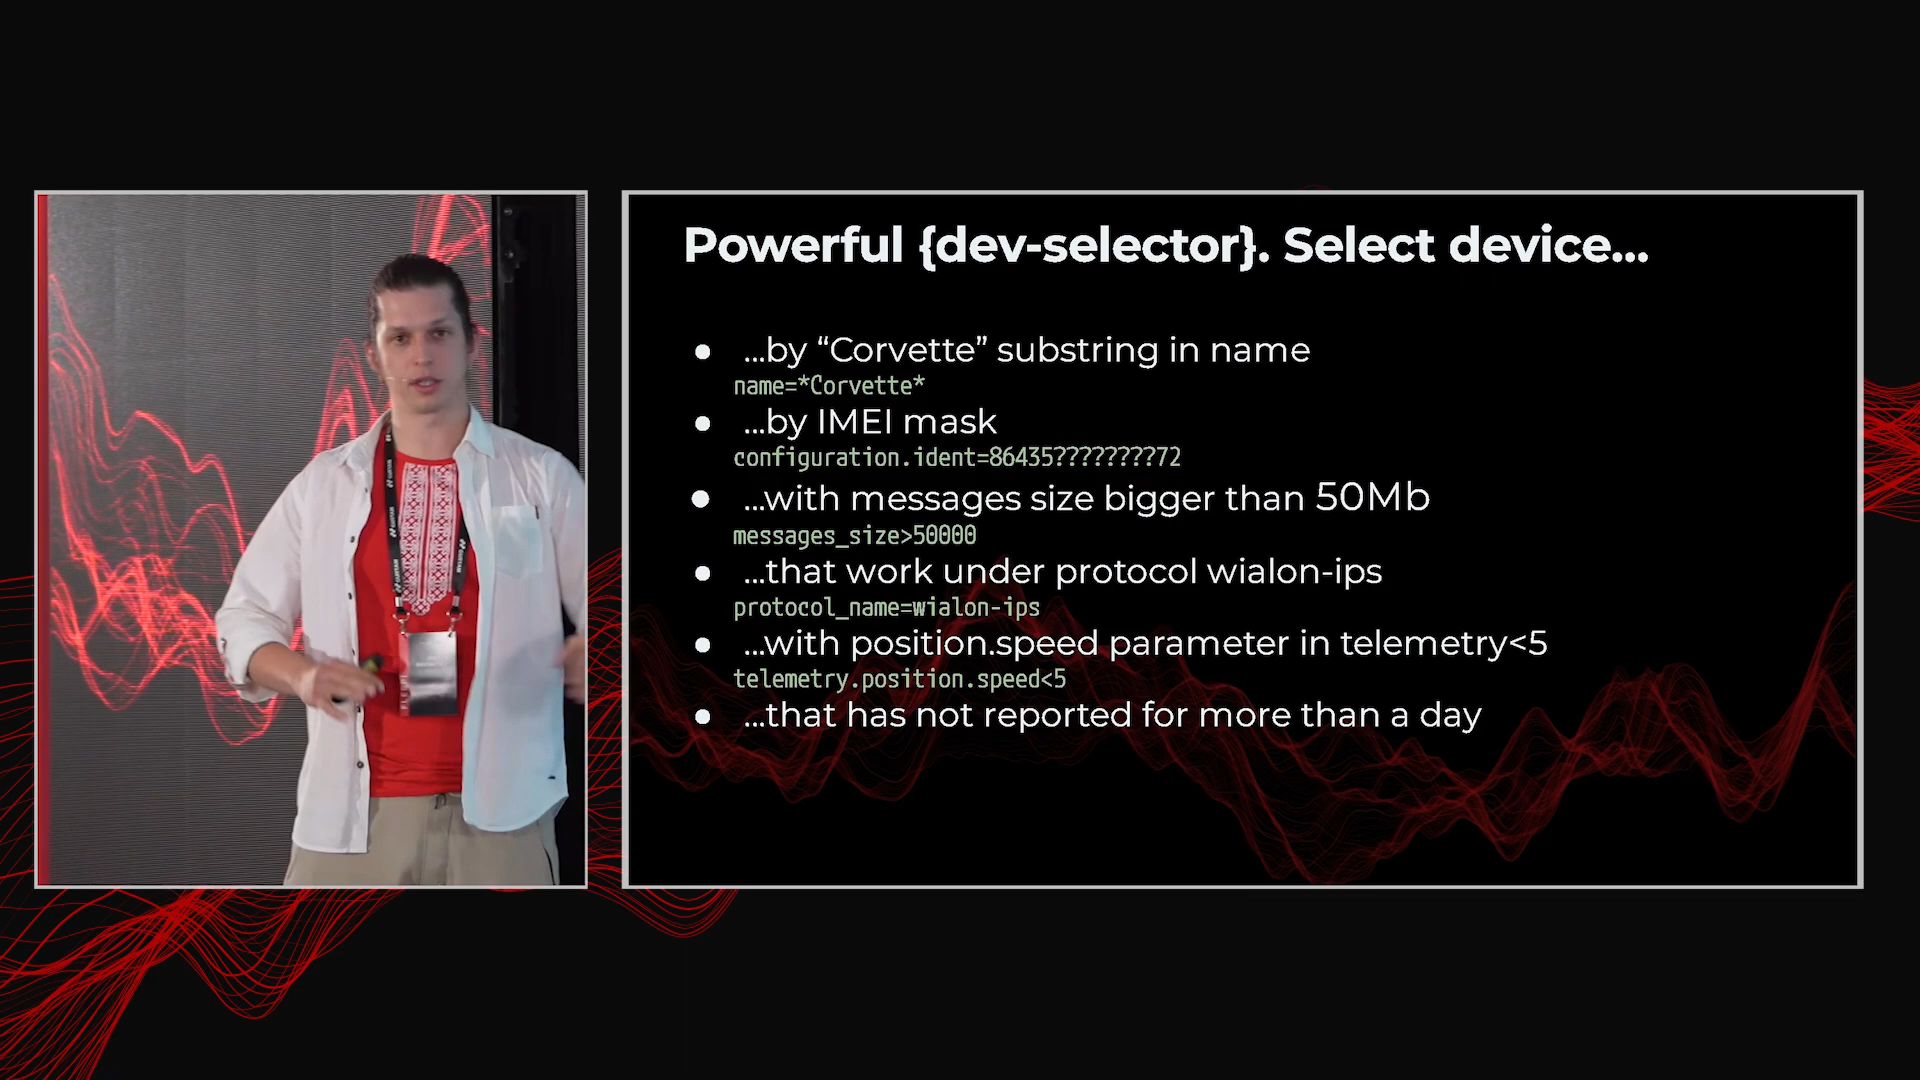 Powerful {dev-selector}. Select device...
● ...by “Corvette” substring in name
name=*Corvette*
● ...by IMEI mask
configuration.ident=86435????????72
● ...with messages size bigger than 50Mb
messages_size>50000
● ...that work under protocol wialon-ips
protocol_name=wialon-ips
● ...with position.speed parameter in telemetry<5
telemetry.position.speed<5
● ...that has not reported for more than a day